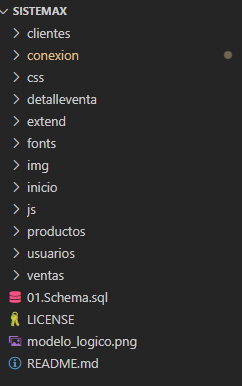 SISTEMAX
clientes
conexion
css
detalleventa
extend
fonts
img
inicio
js
productos
usuarios
ventas
01.Schema.sql
LICENSE
modelo_logico.png
README.md